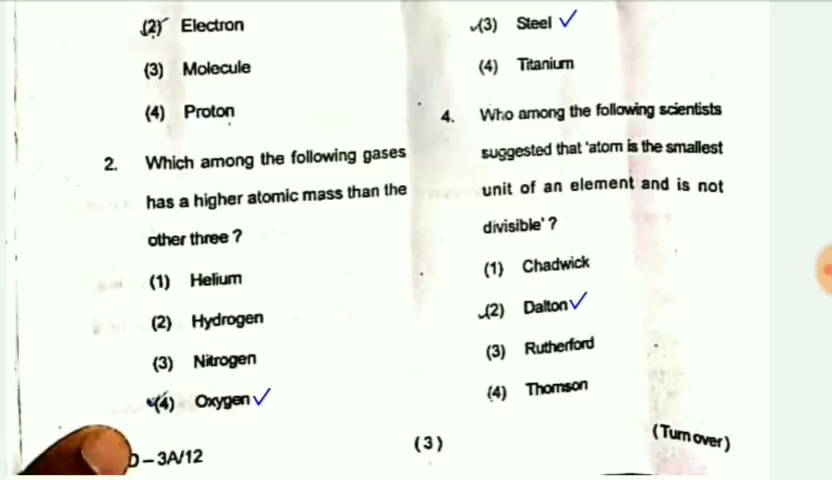 (2) Electron
(3) Molecule
(4) Proton
2. Which among the following gases
has a higher atomic mass than the
other three ?
(1) Helium
(2) Hydrogen
(3) Nitrogen
(4) Oxygen ✓
D – 3A/12
(3) Steel ✓
(4) Titanium
4. Who among the following scientists
suggested that 'atom is the smallest
unit of an element and is not
divisible' ?
(1) Chadwick
(2) Dalton ✓
(3) Rutherford
(4) Thomson
(3)
(Turn over)